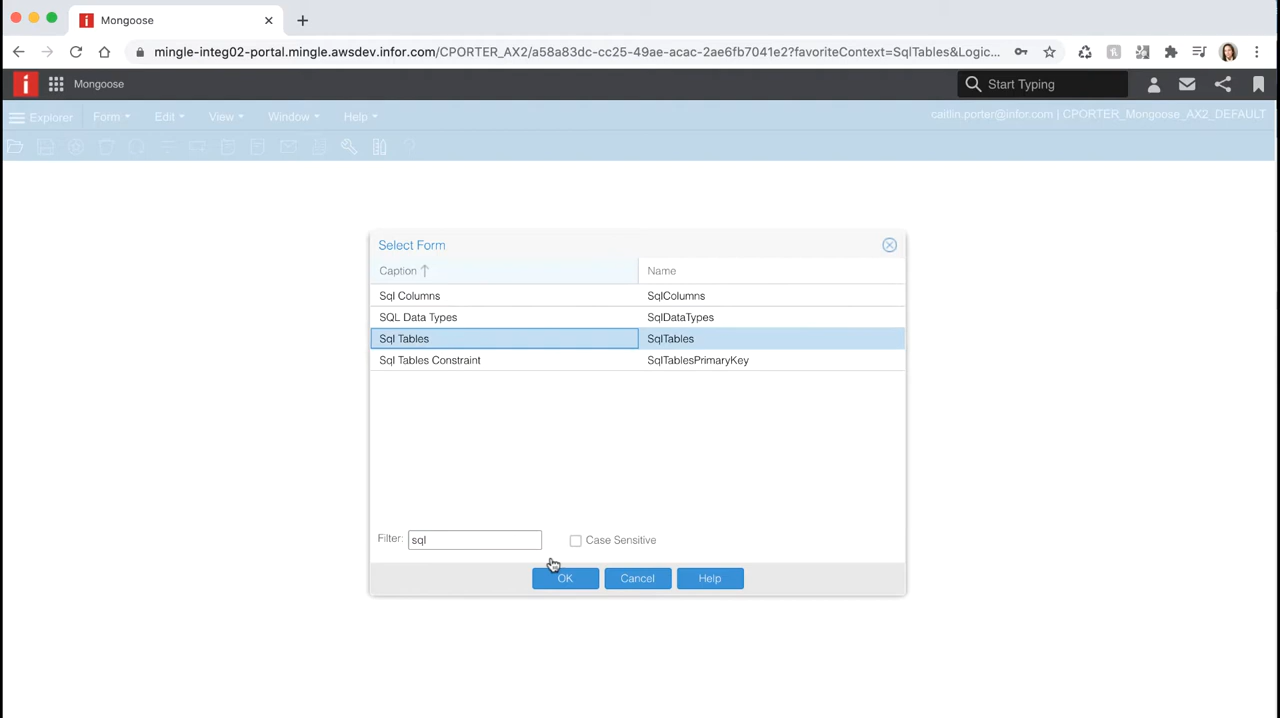 Mongoose
mingle-integ02-portal.mingle.awsdev.infor.com/CPORTER_AX2/a58a83dc-cc25-49ae-acac-2ae6fb7041e2?favoriteContext=SqlTables&Logic...
Mongoose
Start Typing
Explorer Form Edit View Window Help
caitlin.porter@infor.com | CPORTER_Mongoose_AX2_DEFAULT
Select Form
Caption Name
Sql Columns SqlColumns
SQL Data Types SqlDataTypes
Sql Tables SqlTables
Sql Tables Constraint SqlTablesPrimaryKey
Filter: sql Case Sensitive
OK Cancel Help